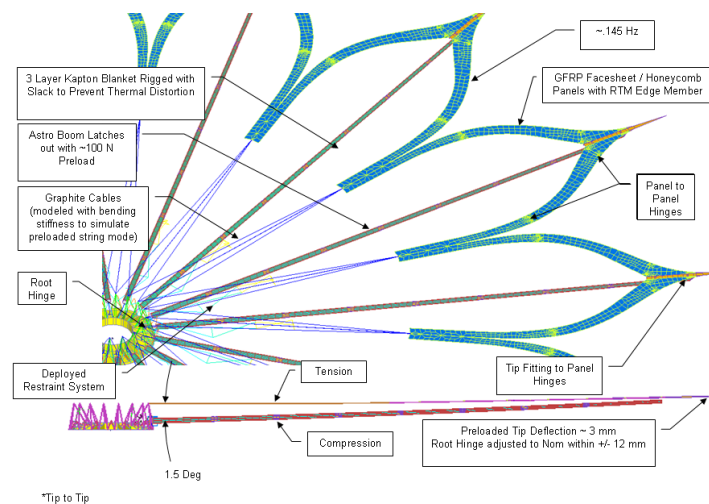 ~.145 Hz
3 Layer Kapton Blanket Rigged with
Slack to Prevent Thermal Distortion
GFRP Facesheet / Honeycomb
Panels with RTM Edge Member
Astro Boom Latches
out with ~100 N
Preload
Graphite Cables
(modeled with bending
stiffness to simulate
preloaded string mode)
Panel to
Panel
Hinges
Root
Hinge
Deployed
Restraint System
Tip Fitting to Panel
Hinges
Tension
Compression
Preloaded Tip Deflection ~ 3 mm
Root Hinge adjusted to Nom within +/- 12 mm
1.5 Deg
*Tip to Tip